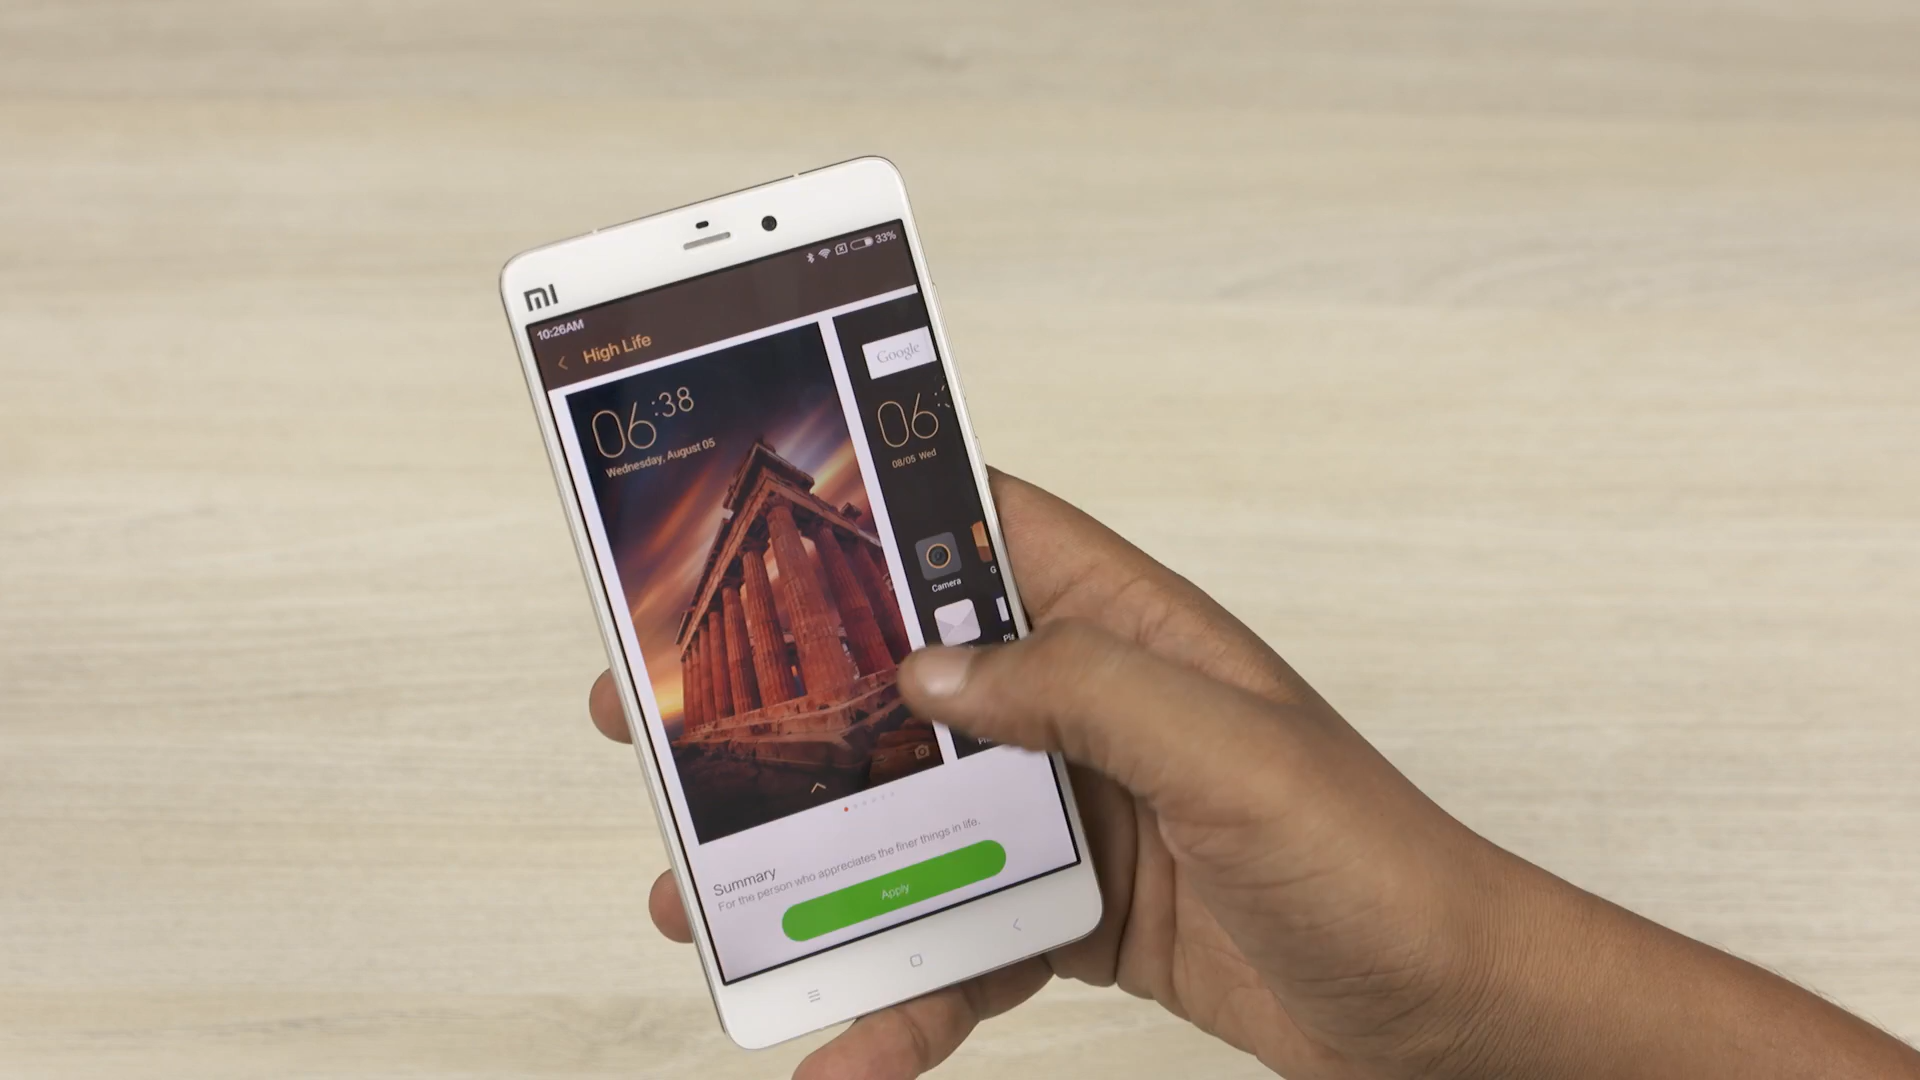 mi
33%
10:26AM
High Life
06:38
Wednesday, August 05
Google
06:
08/05 Wed
Camera
G
Summary
For the person who appreciates the finer things in life.
Apply